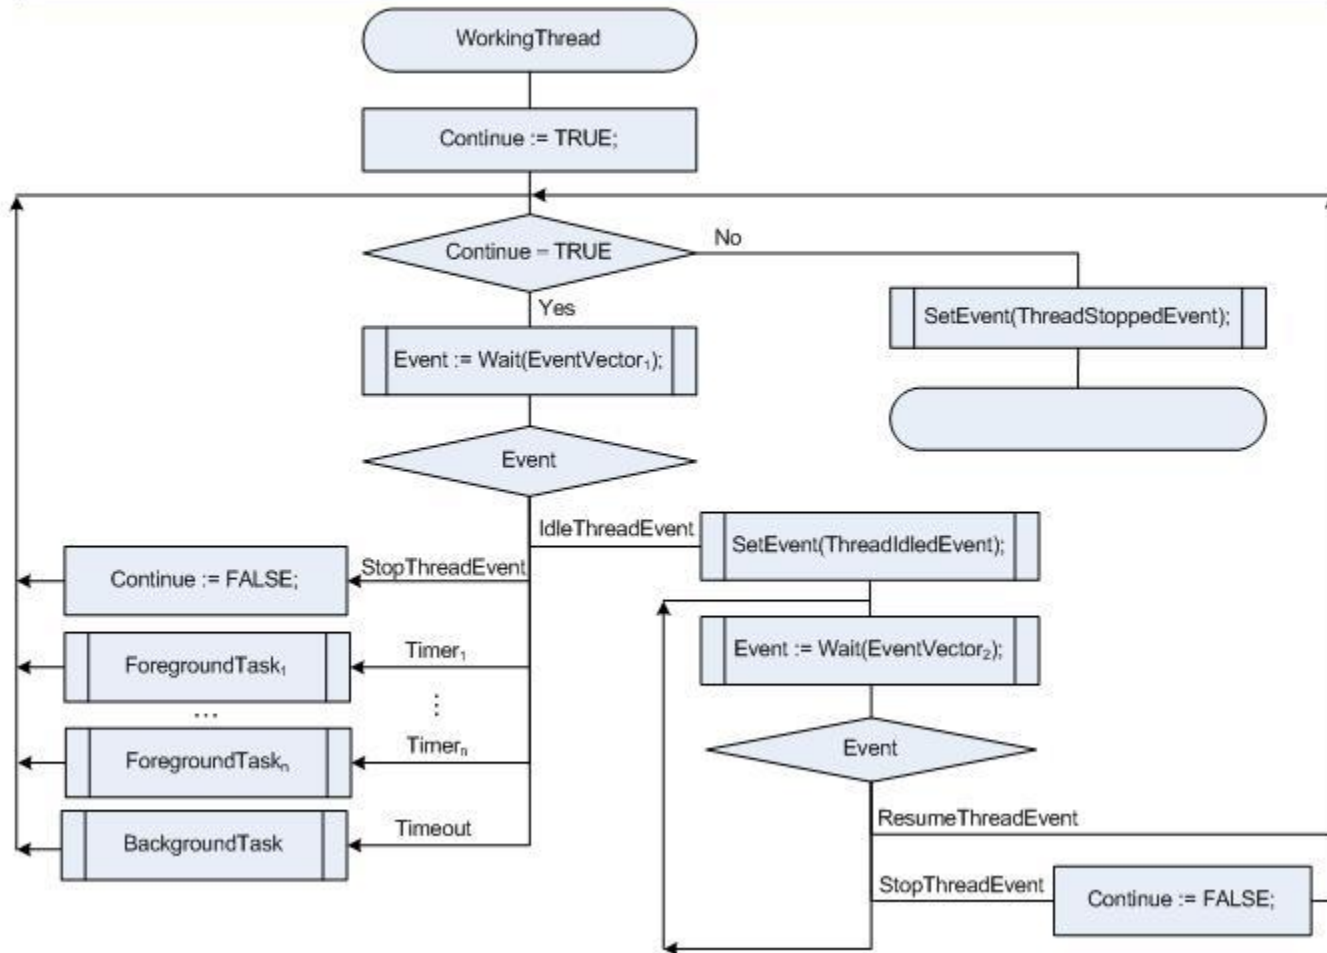 WorkingThread
Continue := TRUE;
Continue = TRUE
No
Yes
SetEvent(ThreadStoppedEvent);
Event := Wait(EventVector₁);
Event
IdleThreadEvent
SetEvent(ThreadIdledEvent);
StopThreadEvent
Continue := FALSE;
Event := Wait(EventVector₂);
Timer₁
ForegroundTask₁
...
⋮
Timerₙ
ForegroundTaskₙ
Event
Timeout
BackgroundTask
ResumeThreadEvent
StopThreadEvent
Continue := FALSE;